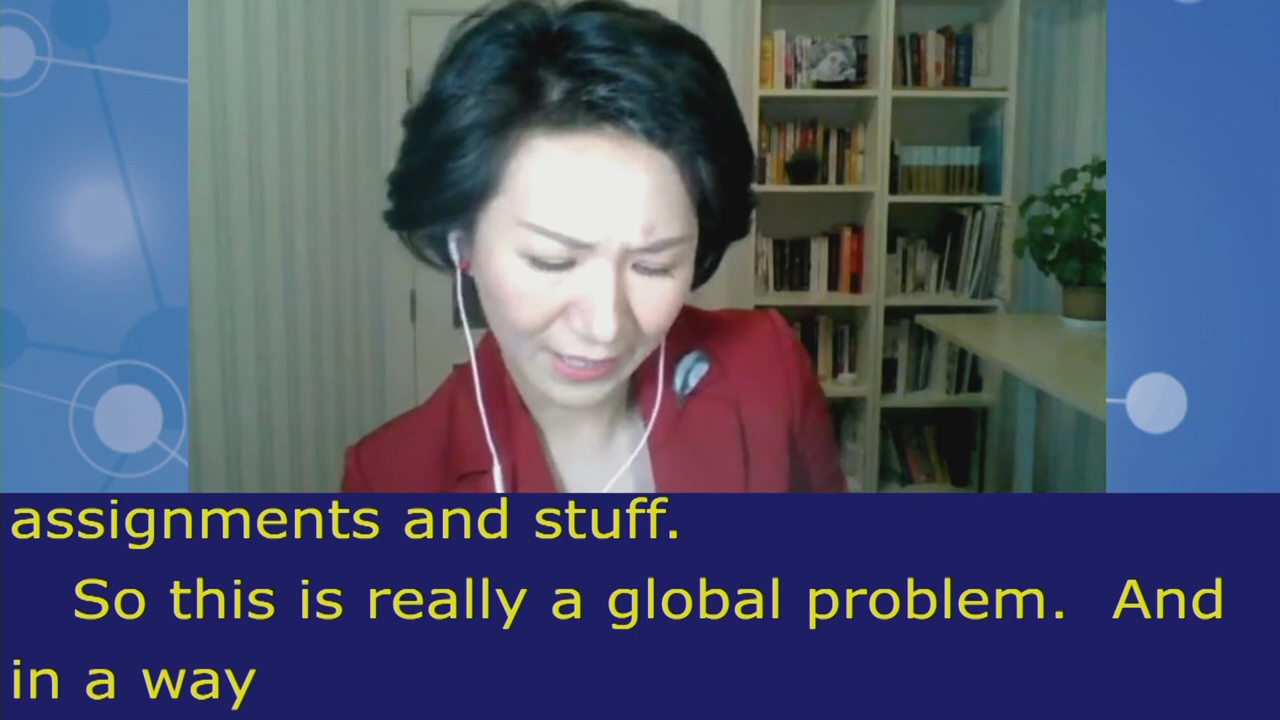 assignments and stuff.
So this is really a global problem. And
in a way